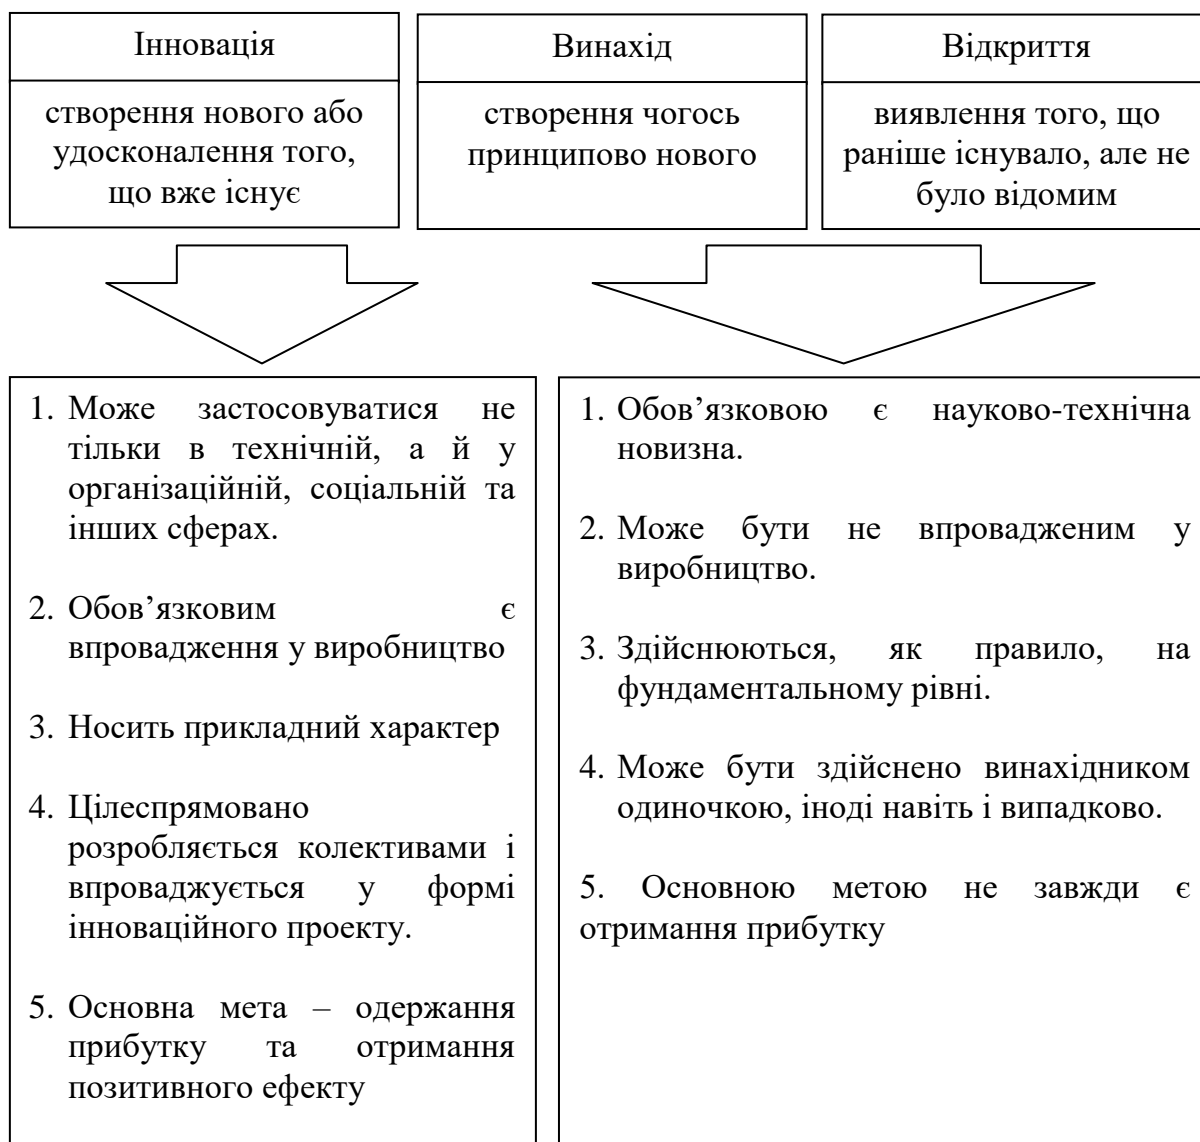 Інновація
створення нового або
удосконалення того,
що вже існує
Винахід
створення чогось
принципово нового
Відкриття
виявлення того, що
раніше існувало, але не
було відомим
1. Може застосовуватися не
тільки в технічній, а й у
організаційній, соціальній та
інших сферах.
2. Обов’язковим є
впровадження у виробництво
3. Носить прикладний характер
4. Цілеспрямовано
розробляється колективами і
впроваджується у формі
інноваційного проекту.
5. Основна мета – одержання
прибутку та отримання
позитивного ефекту
1. Обов’язковою є науково-технічна
новизна.
2. Може бути не впровадженим у
виробництво.
3. Здійснюються, як правило, на
фундаментальному рівні.
4. Може бути здійснено винахідником
одиночкою, іноді навіть і випадково.
5. Основною метою не завжди є
отримання прибутку